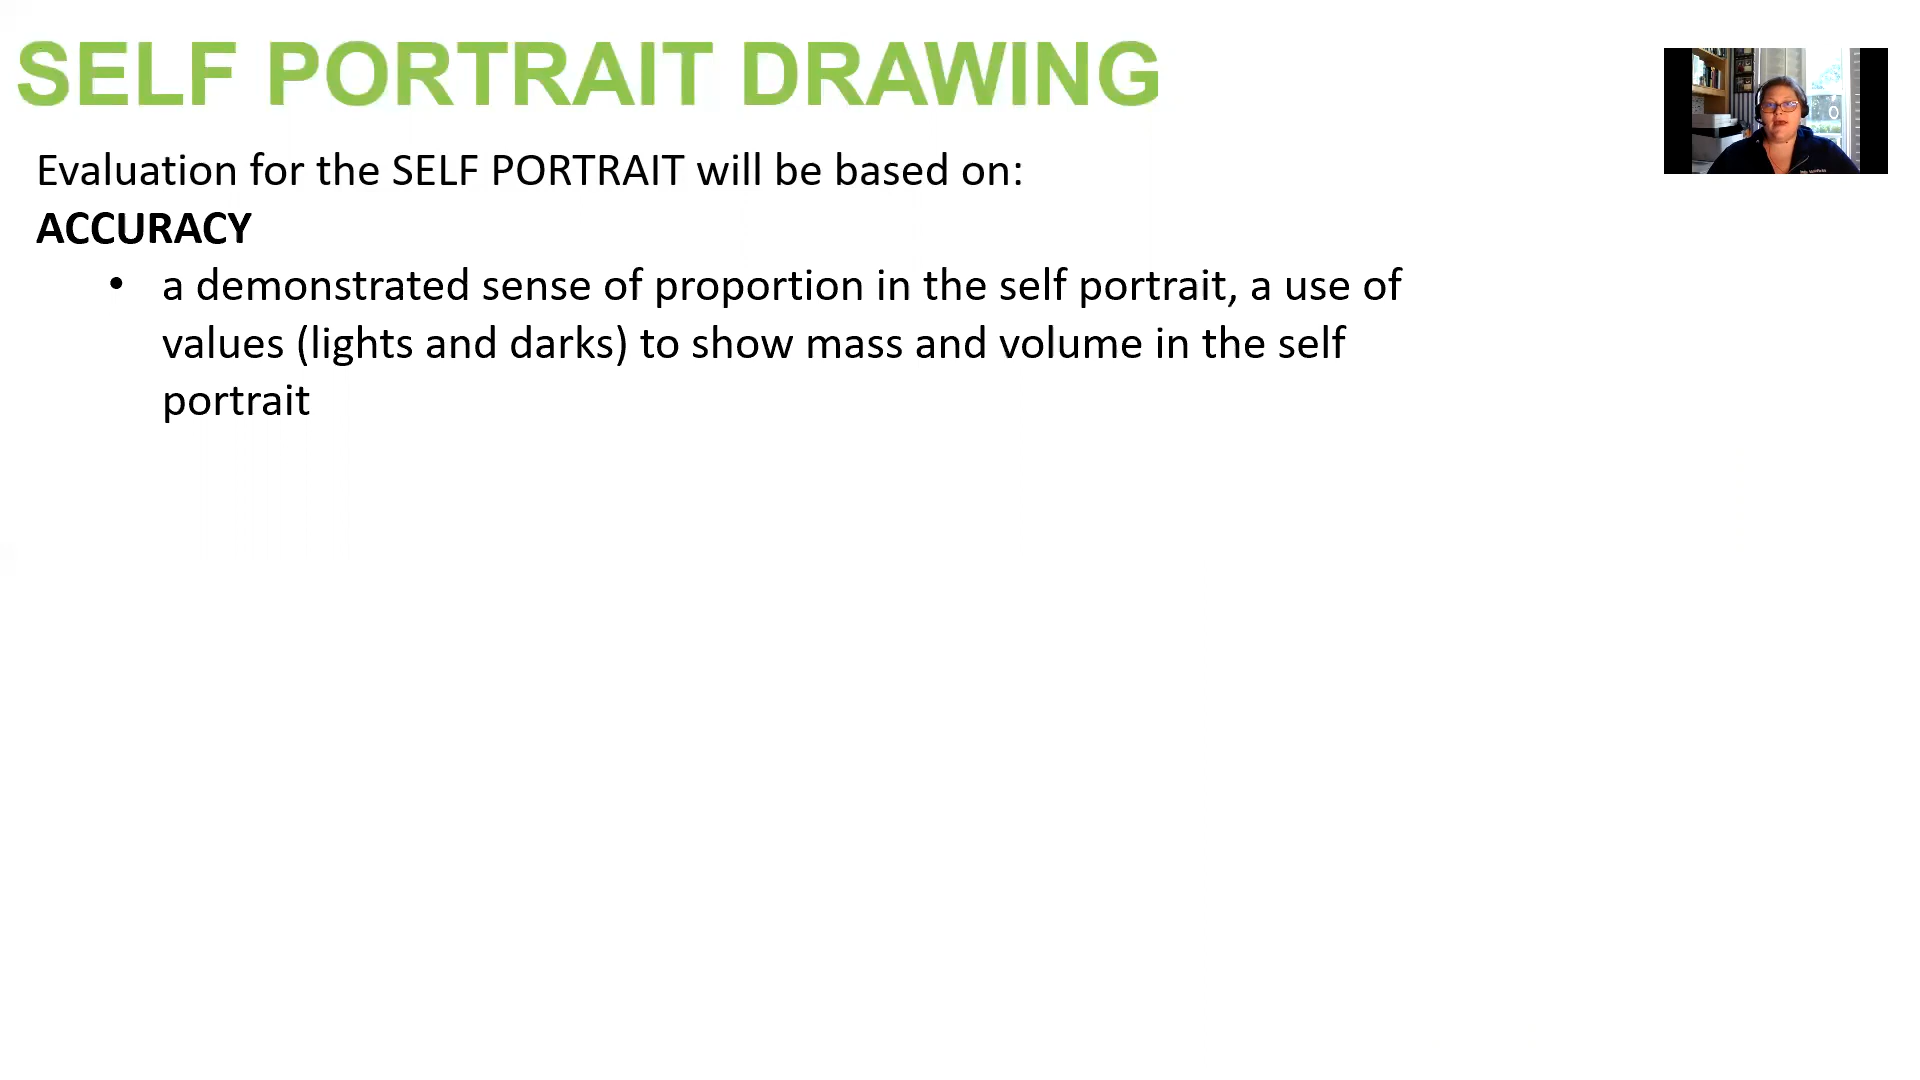 SELF PORTRAIT DRAWING
Evaluation for the SELF PORTRAIT will be based on:
ACCURACY
• a demonstrated sense of proportion in the self portrait, a use of
values (lights and darks) to show mass and volume in the self
portrait